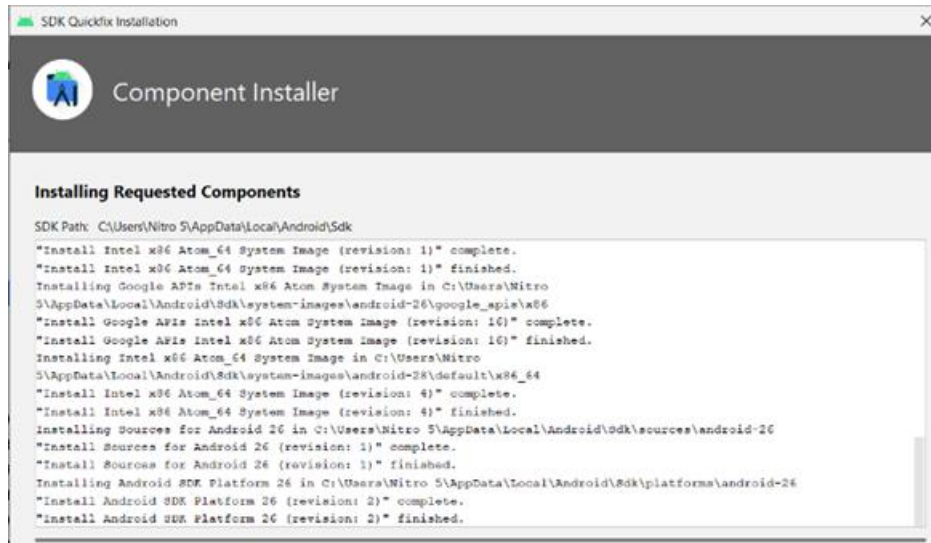 SDK Quickfix Installation
Component Installer
Installing Requested Components
SDK Path: C:\Users\Nitro 5\AppData\Local\Android\Sdk
"Install Intel x86 Atom_64 System Image (revision: 1)" complete.
"Install Intel x86 Atom_64 System Image (revision: 1)" finished.
Installing Google APIs Intel x86 Atom System Image in C:\Users\Nitro
5\AppData\Local\Android\Sdk\system-images\android-26\google_apis\x86
"Install Google APIs Intel x86 Atom System Image (revision: 16)" complete.
"Install Google APIs Intel x86 Atom System Image (revision: 16)" finished.
Installing Intel x86 Atom_64 System Image in C:\Users\Nitro
5\AppData\Local\Android\Sdk\system-images\android-28\default\x86_64
"Install Intel x86 Atom_64 System Image (revision: 4)" complete.
"Install Intel x86 Atom_64 System Image (revision: 4)" finished.
Installing Sources for Android 26 in C:\Users\Nitro 5\AppData\Local\Android\Sdk\sources\android-26
"Install Sources for Android 26 (revision: 1)" complete.
"Install Sources for Android 26 (revision: 1)" finished.
Installing Android SDK Platform 26 in C:\Users\Nitro 5\AppData\Local\Android\Sdk\platforms\android-26
"Install Android SDK Platform 26 (revision: 2)" complete.
"Install Android SDK Platform 26 (revision: 2)" finished.